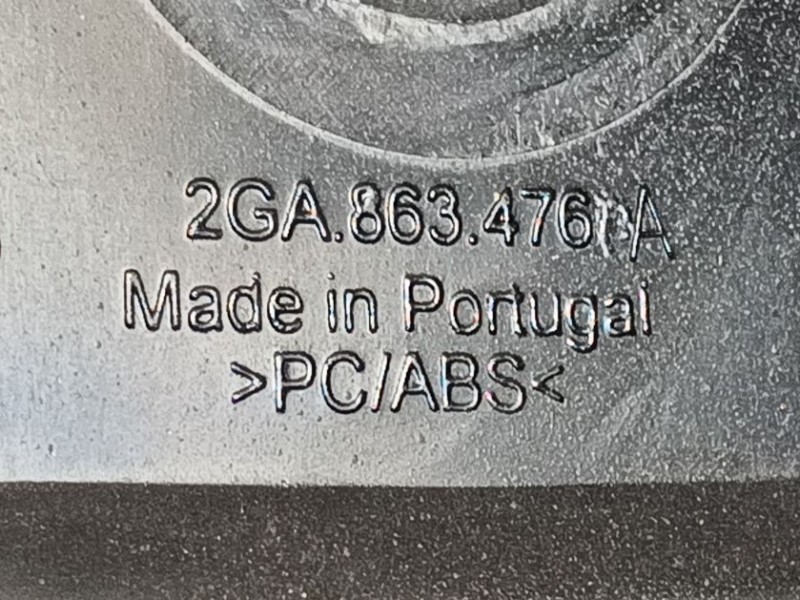 2GA.863.476 A
Made in Portugal
>PC/ABS<